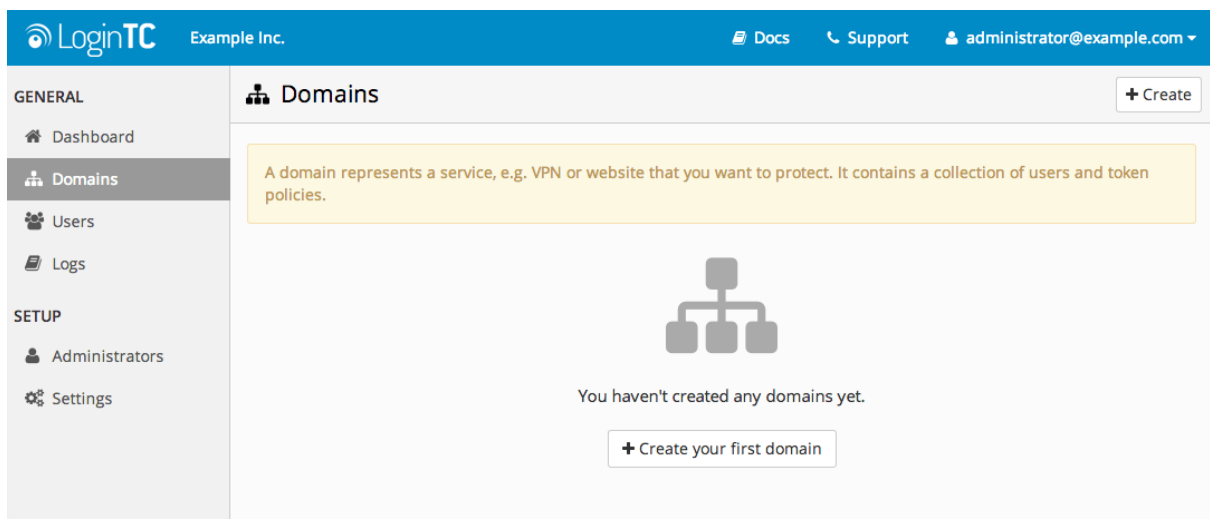 LoginTC Example Inc. Docs Support administrator@example.com
GENERAL
Dashboard
Domains
Users
Logs
SETUP
Administrators
Settings
Domains
+ Create
A domain represents a service, e.g. VPN or website that you want to protect. It contains a collection of users and token
policies.
You haven't created any domains yet.
+ Create your first domain